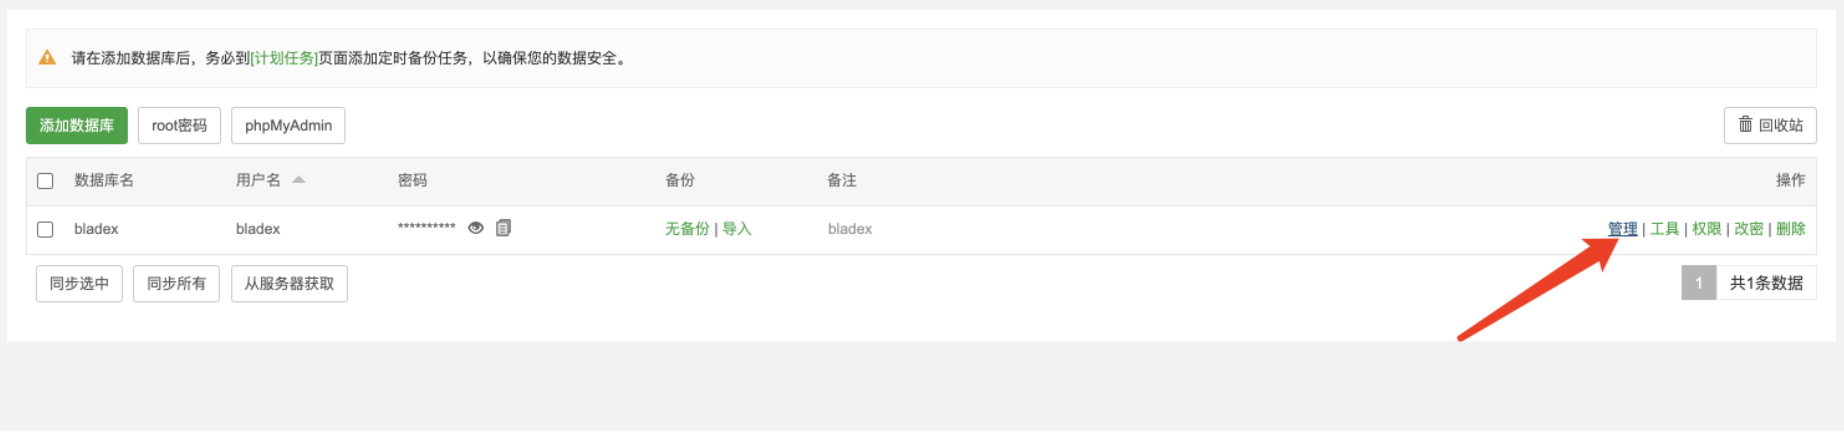 请在添加数据库后，务必到[计划任务]页面添加定时备份任务，以确保您的数据安全。
添加数据库 root密码 phpMyAdmin 回收站
数据库名 用户名 密码 备份 备注 操作
bladex bladex ********** 无备份 | 导入 bladex 管理 | 工具 | 权限 | 改密 | 删除
同步选中 同步所有 从服务器获取 1 共1条数据